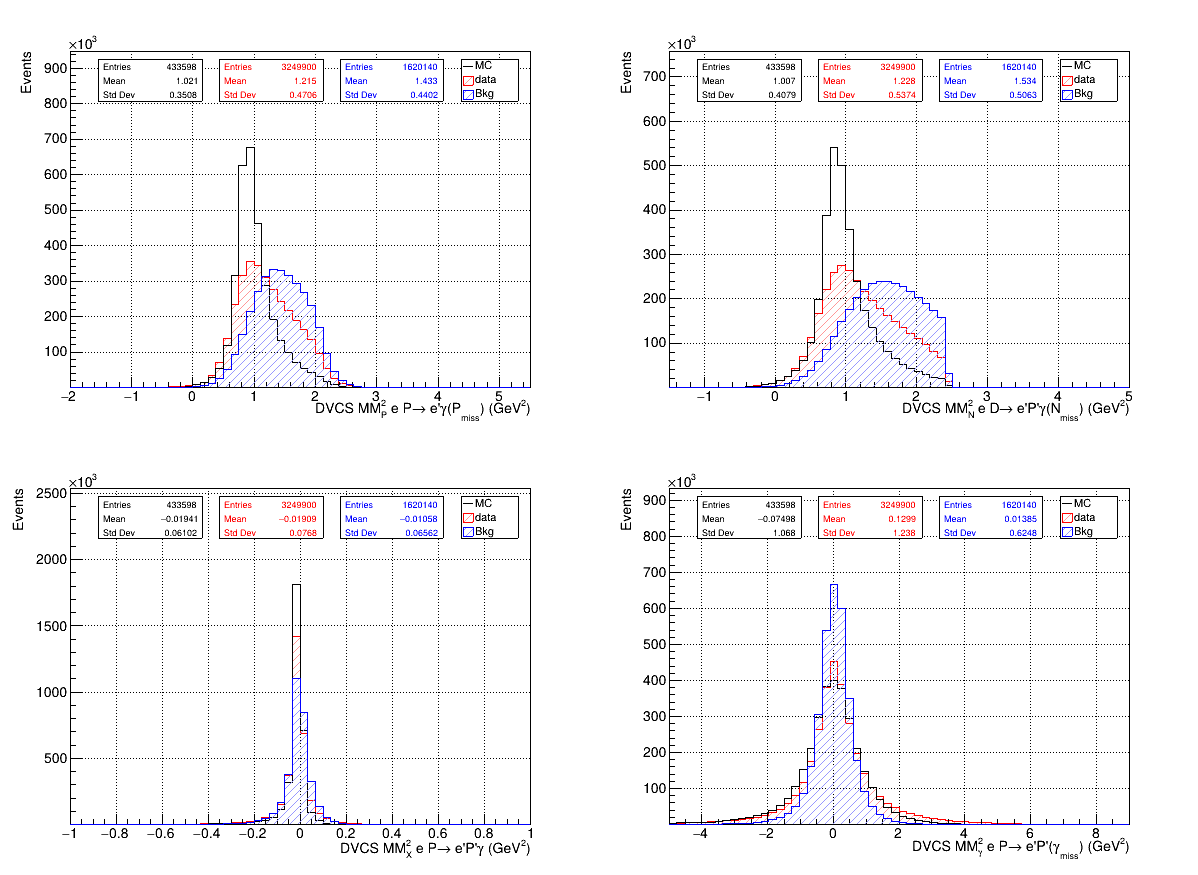 ×10³
Events
Entries 433598
Mean 1.021
Std Dev 0.3508
Entries 3249900
Mean 1.215
Std Dev 0.4706
Entries 1620140
Mean 1.433
Std Dev 0.4402
MC
data
Bkg
900
800
700
600
500
400
300
200
100
−2 −1 0 1 2 3 4 5
DVCS MM²_P e P→ e'γ(P_miss) (GeV²)
×10³
Events
Entries 433598
Mean 1.007
Std Dev 0.4079
Entries 3249900
Mean 1.228
Std Dev 0.5374
Entries 1620140
Mean 1.534
Std Dev 0.5063
MC
data
Bkg
700
600
500
400
300
200
100
−1 0 1 2 3 4 5
DVCS MM²_N e D→ e'P'γ(N_miss) (GeV²)
×10³
Events
Entries 433598
Mean −0.01941
Std Dev 0.06102
Entries 3249900
Mean −0.01909
Std Dev 0.0768
Entries 1620140
Mean −0.01058
Std Dev 0.06562
MC
data
Bkg
2500
2000
1500
1000
500
−1 −0.8 −0.6 −0.4 −0.2 0 0.2 0.4 0.6 0.8 1
DVCS MM²_X e P→ e'P'γ (GeV²)
×10³
Events
Entries 433598
Mean −0.07498
Std Dev 1.068
Entries 3249900
Mean 0.1299
Std Dev 1.238
Entries 1620140
Mean 0.01385
Std Dev 0.6248
MC
data
Bkg
900
800
700
600
500
400
300
200
100
−4 −2 0 2 4 6 8
DVCS MM²_γ e P→ e'P'(γ_miss) (GeV²)